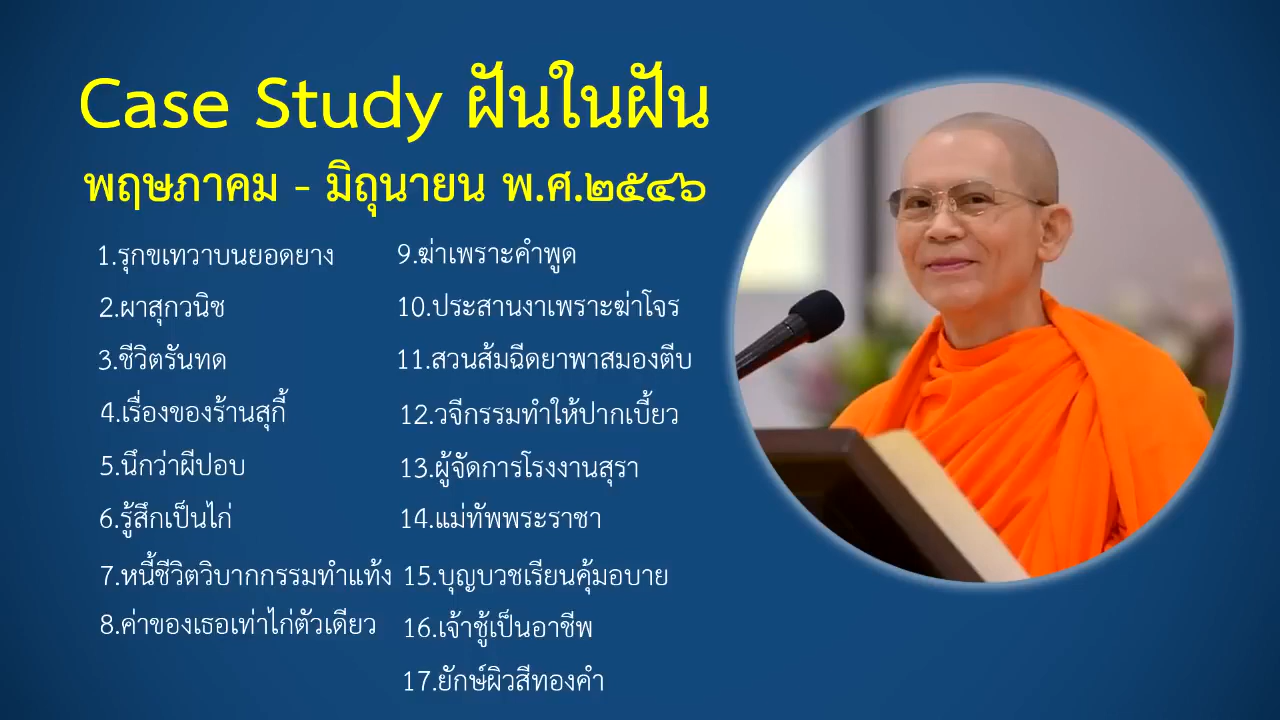 Case Study ฝันในฝัน
พฤษภาคม - มิถุนายน พ.ศ.๒๕๔๖
1.รุกขเทวาบนยอดยาง
2.ผาสุกวนิช
3.ชีวิตรันทด
4.เรื่องของร้านสุกี้
5.นึกว่าผีปอบ
6.รู้สึกเป็นไก่
7.หนี้ชีวิตวิบากกรรมทำแท้ง
8.ค่าของเธอเท่าไก่ตัวเดียว
9.ฆ่าเพราะคำพูด
10.ประสานงาเพราะฆ่าโจร
11.สวนส้มฉีดยาพาสมองตีบ
12.วจีกรรมทำให้ปากเบี้ยว
13.ผู้จัดการโรงงานสุรา
14.แม่ทัพพระราชา
15.บุญบวชเรียนคุ้มอบาย
16.เจ้าชู้เป็นอาชีพ
17.ยักษ์ผิวสีทองคำ